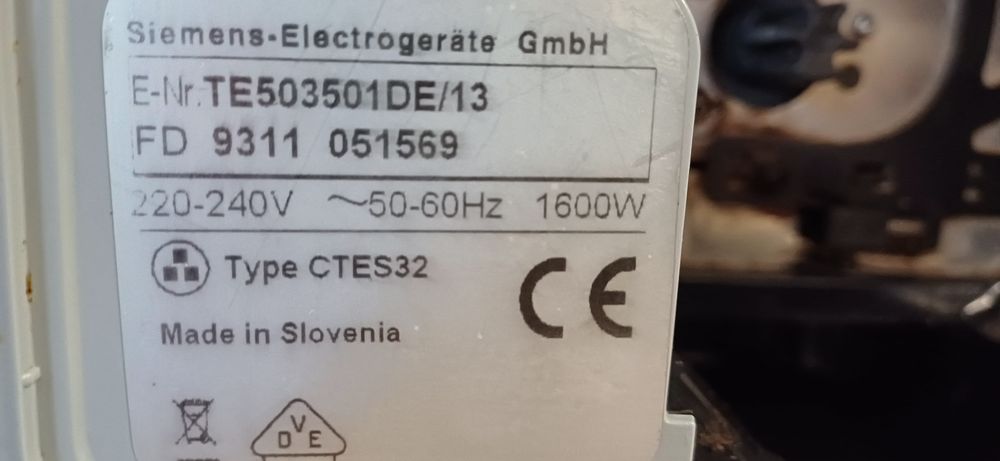 Siemens-Electrogeräte GmbH
E-Nr. TE503501DE/13
FD 9311 051569
220-240V ~50-60Hz 1600W
Type CTES32
CE
Made in Slovenia
DVE